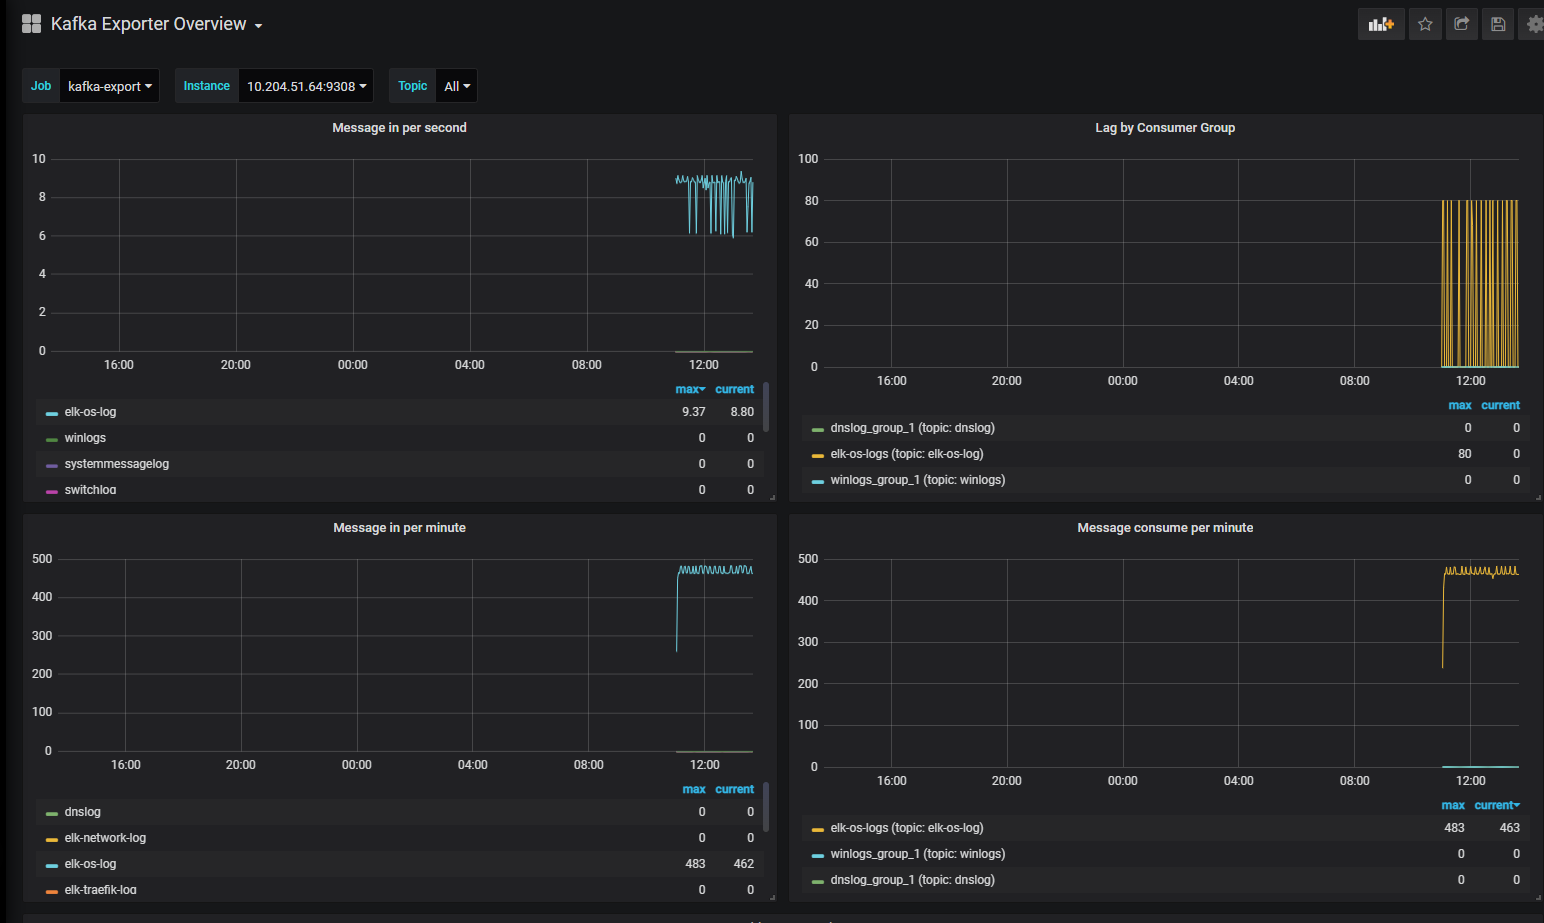 Kafka Exporter Overview
Job kafka-export Instance 10.204.51.64:9308 Topic All
Message in per second
10
8
6
4
2
0
16:00 20:00 00:00 04:00 08:00 12:00
max current
elk-os-log 9.37 8.80
winlogs 0 0
systemmessagelog 0 0
switchlog 0 0
Lag by Consumer Group
100
80
60
40
20
0
16:00 20:00 00:00 04:00 08:00 12:00
max current
dnslog_group_1 (topic: dnslog) 0 0
elk-os-logs (topic: elk-os-log) 80 0
winlogs_group_1 (topic: winlogs) 0 0
Message in per minute
500
400
300
200
100
0
16:00 20:00 00:00 04:00 08:00 12:00
max current
dnslog 0 0
elk-network-log 0 0
elk-os-log 483 462
elk-traefik-log 0 0
Message consume per minute
500
400
300
200
100
0
16:00 20:00 00:00 04:00 08:00 12:00
max current
elk-os-logs (topic: elk-os-log) 483 463
winlogs_group_1 (topic: winlogs) 0 0
dnslog_group_1 (topic: dnslog) 0 0